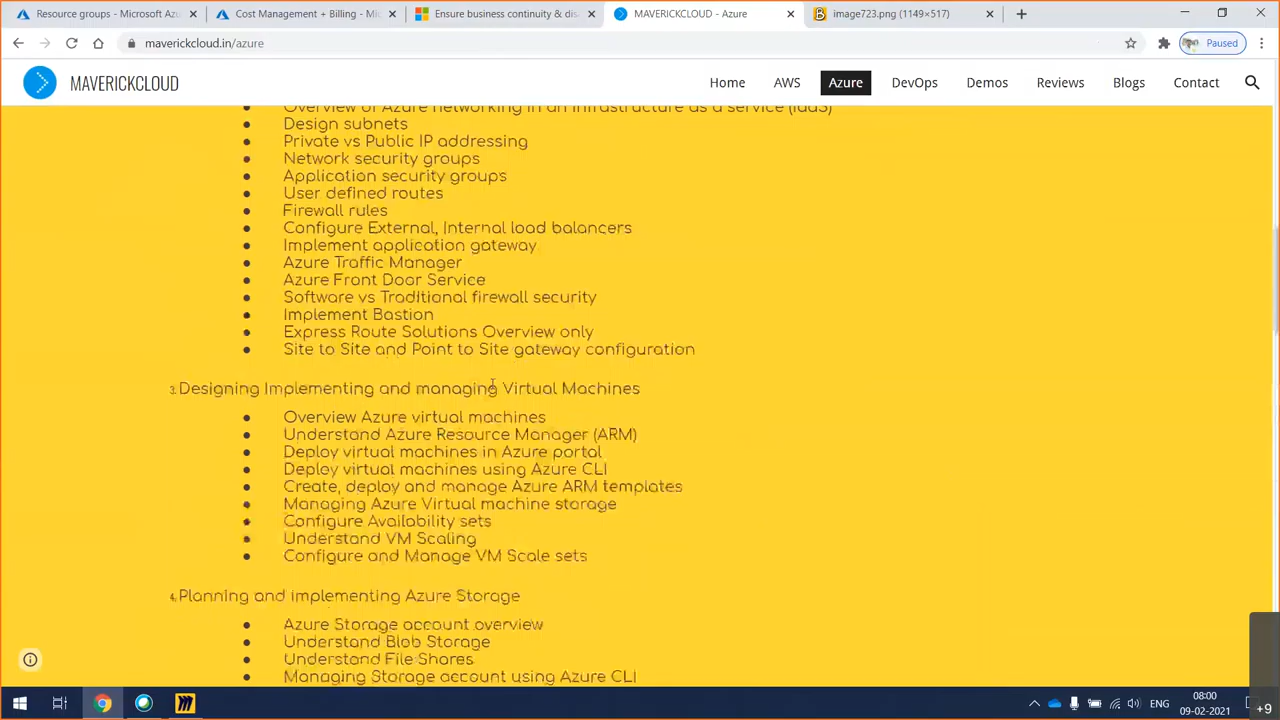 Resource groups - Microsoft Azu
Cost Management + Billing - Mic
Ensure business continuity & dis
MAVERICKCLOUD - Azure
image723.png (1149×517)
maverickcloud.in/azure
Paused
MAVERICKCLOUD
Home
AWS
Azure
DevOps
Demos
Reviews
Blogs
Contact
Overview of Azure networking in an infrastructure as a service (IaaS)
Design subnets
Private vs Public IP addressing
Network security groups
Application security groups
User defined routes
Firewall rules
Configure External, Internal load balancers
Implement application gateway
Azure Traffic Manager
Azure Front Door Service
Software vs Traditional firewall security
Implement Bastion
Express Route Solutions Overview only
Site to Site and Point to Site gateway configuration
3. Designing Implementing and managing Virtual Machines
Overview Azure virtual machines
Understand Azure Resource Manager (ARM)
Deploy virtual machines in Azure portal
Deploy virtual machines using Azure CLI
Create, deploy and manage Azure ARM templates
Managing Azure Virtual machine storage
Configure Availability sets
Understand VM Scaling
Configure and Manage VM Scale sets
4. Planning and implementing Azure Storage
Azure Storage account overview
Understand Blob Storage
Understand File Shares
Managing Storage account using Azure CLI
ENG
08:00
09-02-2021
+9